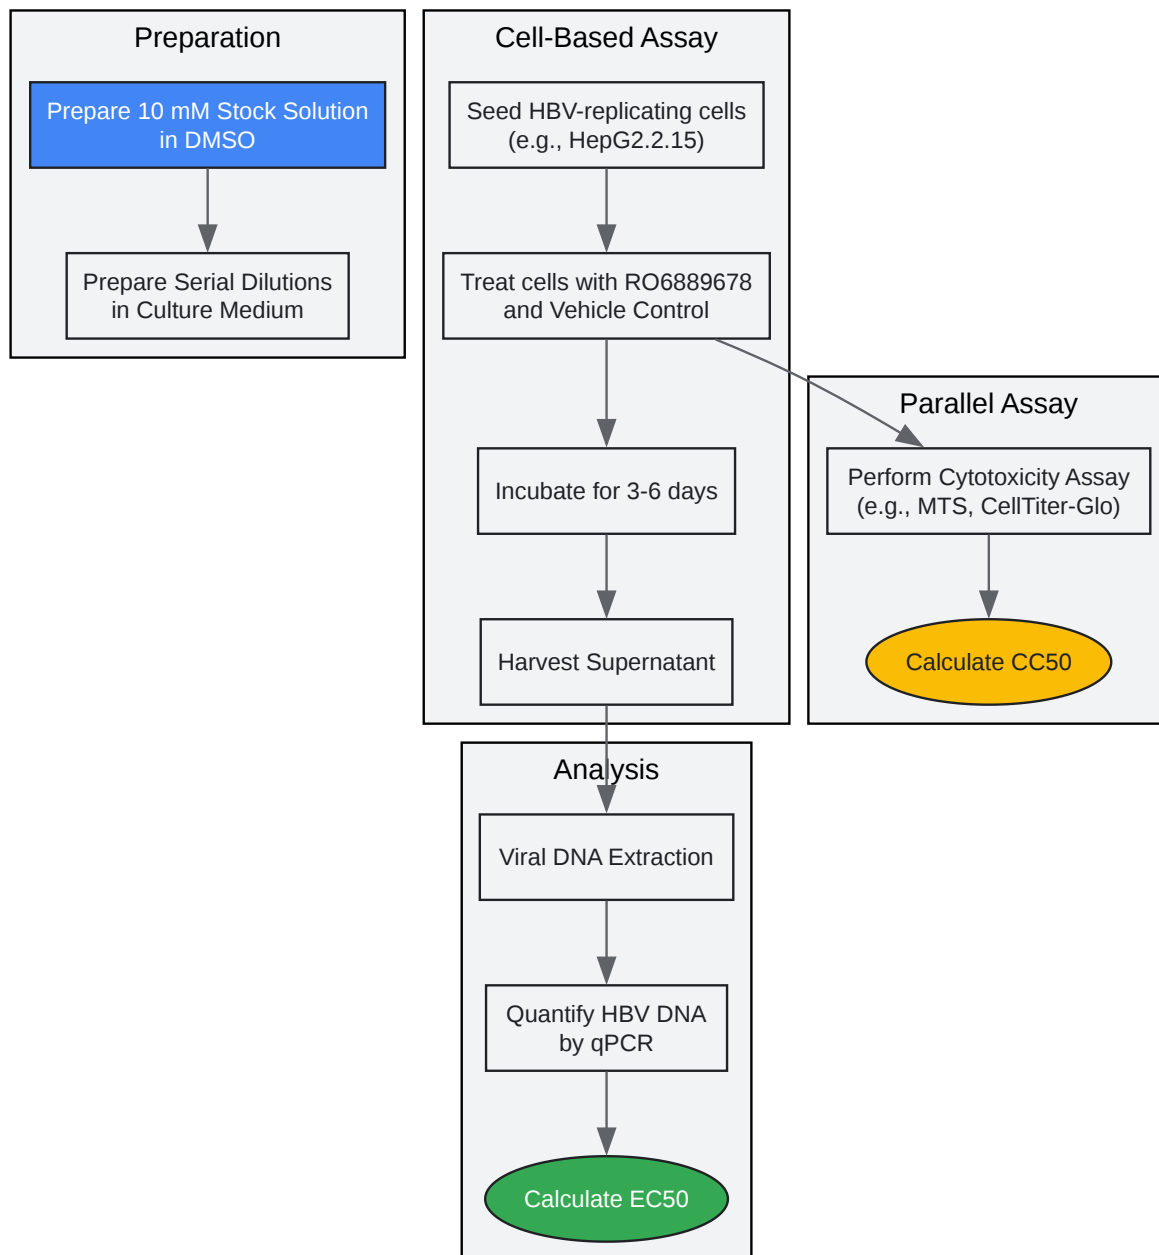 Preparation
Prepare 10 mM Stock Solution
in DMSO
Prepare Serial Dilutions
in Culture Medium
Cell-Based Assay
Seed HBV-replicating cells
(e.g., HepG2.2.15)
Treat cells with RO6889678
and Vehicle Control
Incubate for 3-6 days
Harvest Supernatant
Parallel Assay
Perform Cytotoxicity Assay
(e.g., MTS, CellTiter-Glo)
Calculate CC50
Analysis
Viral DNA Extraction
Quantify HBV DNA
by qPCR
Calculate EC50